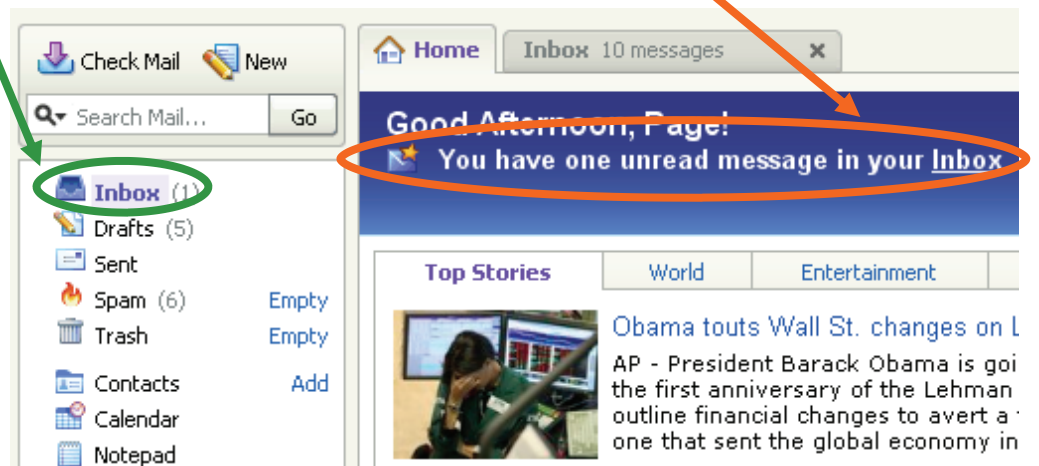 Check Mail New
Search Mail... Go
Inbox (1)
Drafts (5)
Sent
Spam (6) Empty
Trash Empty
Contacts Add
Calendar
Notepad
Home Inbox 10 messages x
Good Afternoon, Page!
You have one unread message in your Inbox
Top Stories World Entertainment
Obama touts Wall St. changes on L
AP - President Barack Obama is goi
the first anniversary of the Lehman
outline financial changes to avert a
one that sent the global economy in